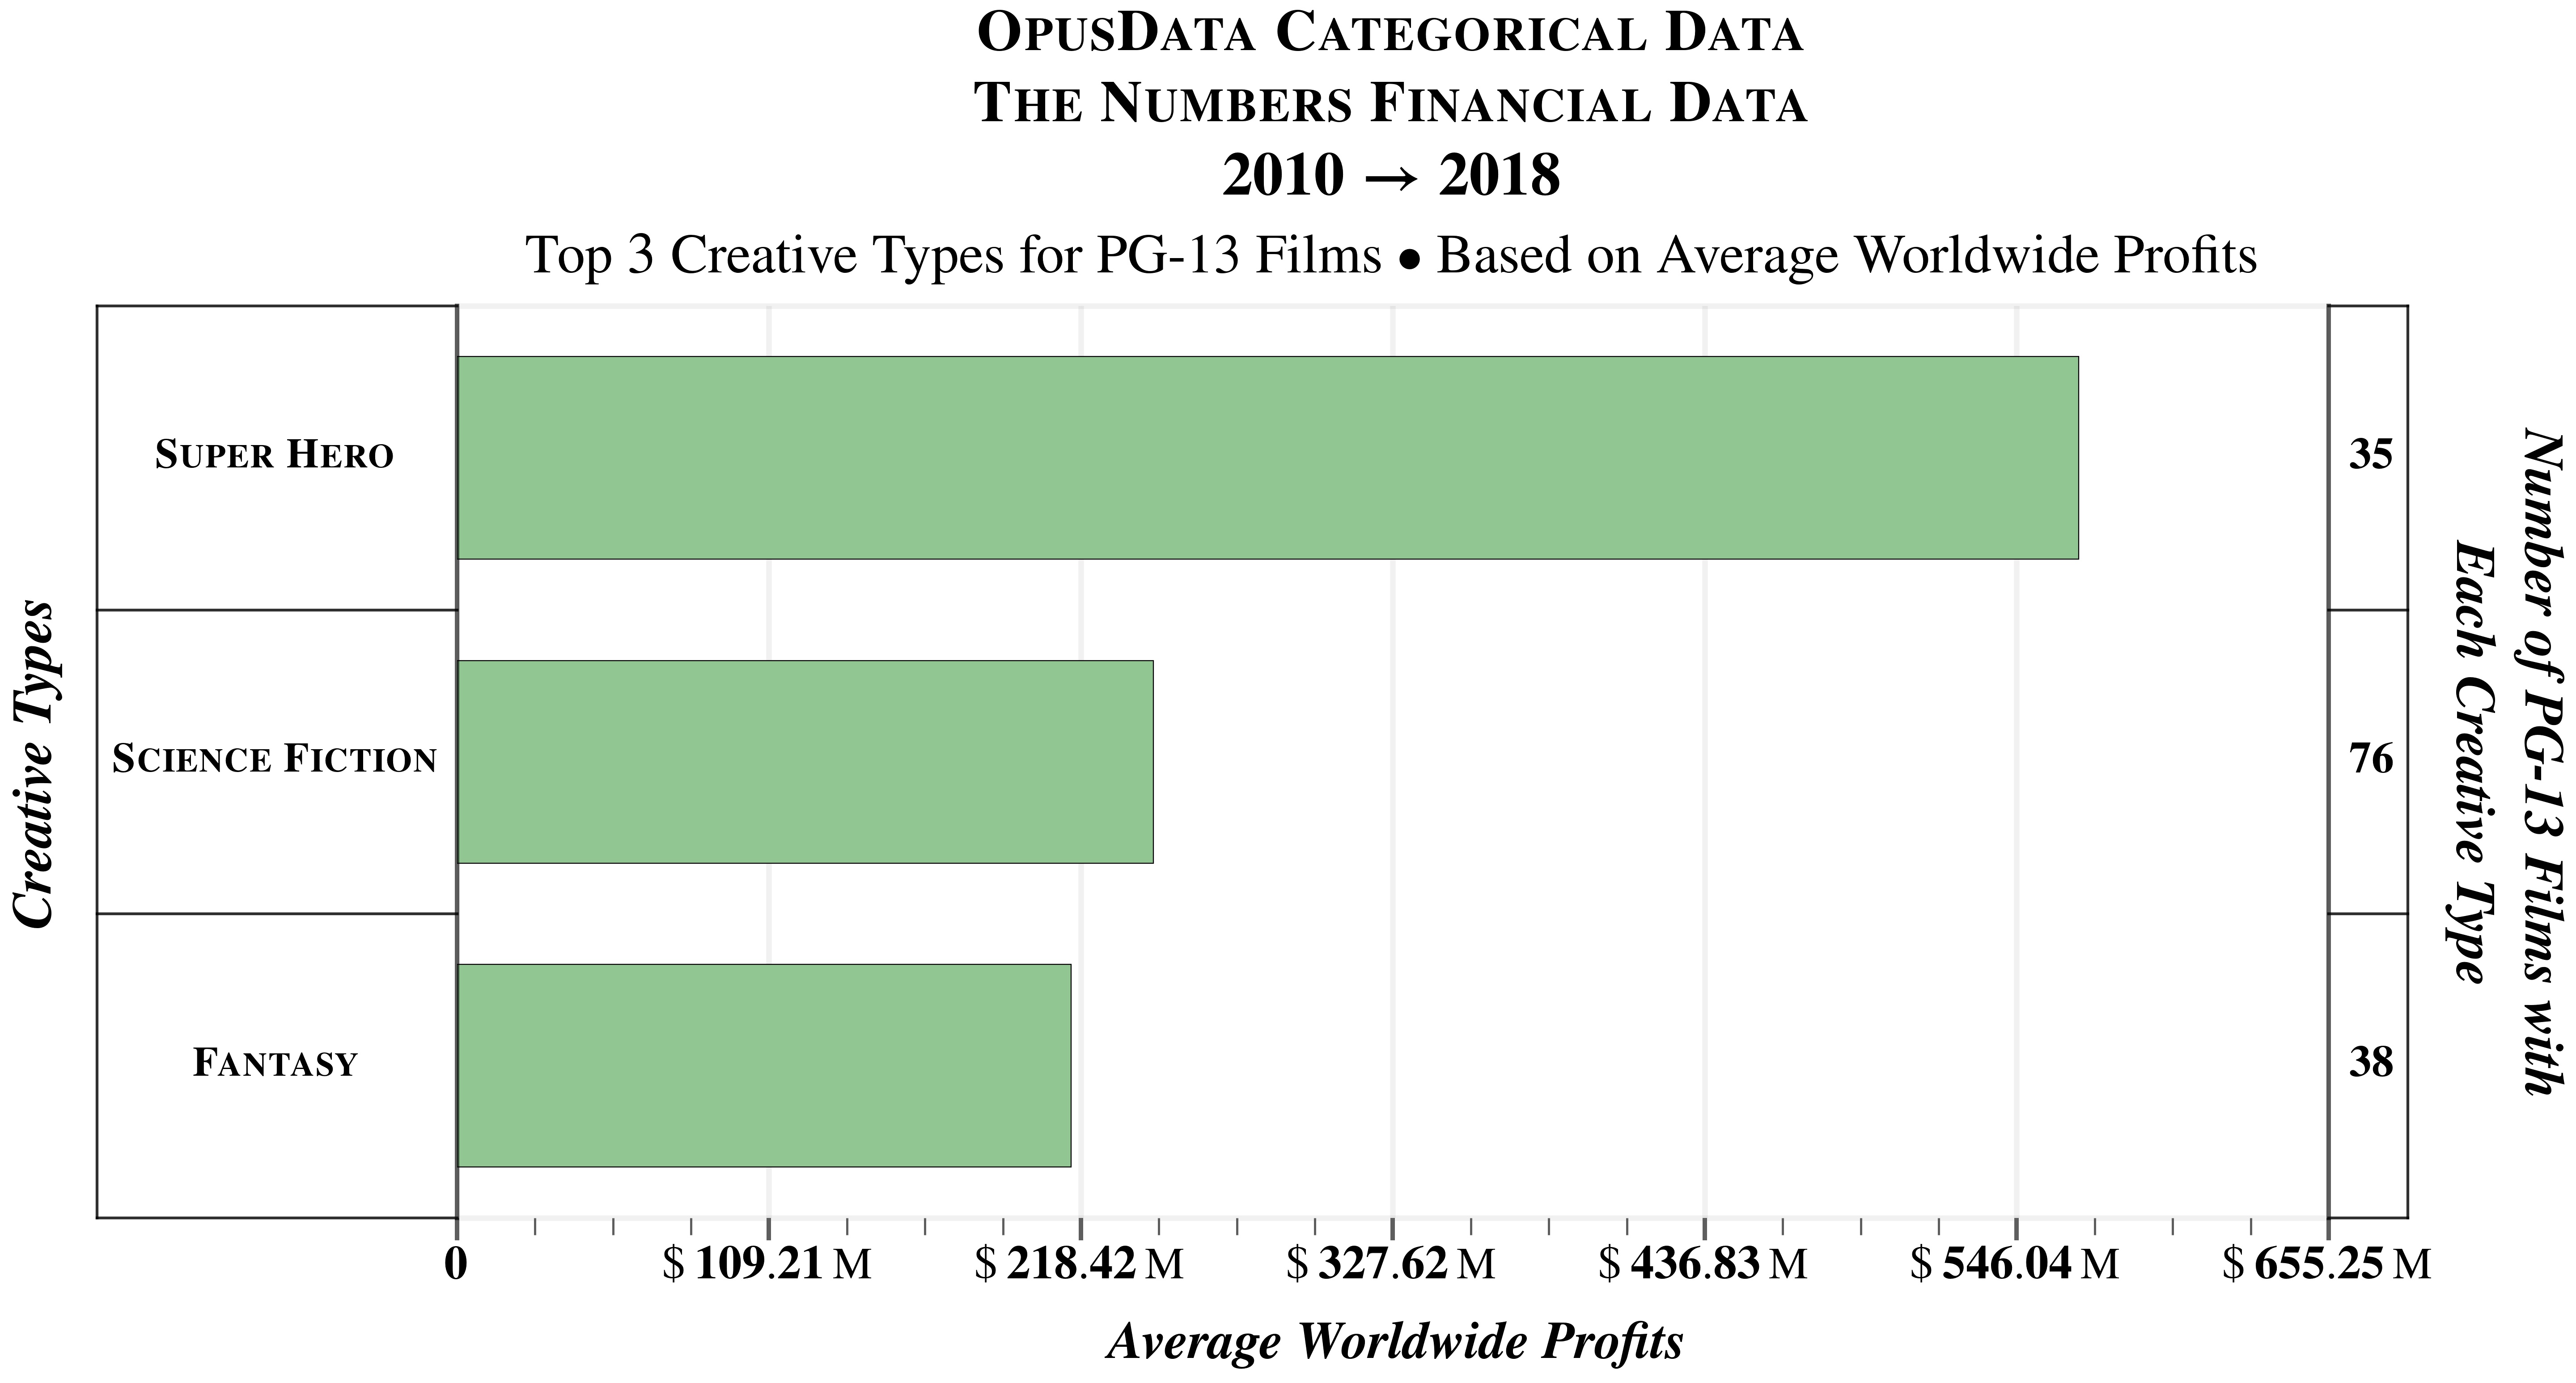 OPUSDATA CATEGORICAL DATA
THE NUMBERS FINANCIAL DATA
2010 → 2018
Top 3 Creative Types for PG-13 Films • Based on Average Worldwide Profits
Creative Types
SUPER HERO
SCIENCE FICTION
FANTASY
35
76
38
Number of PG-13 Films with
Each Creative Type
0
$ 109.21 M
$ 218.42 M
$ 327.62 M
$ 436.83 M
$ 546.04 M
$ 655.25 M
Average Worldwide Profits